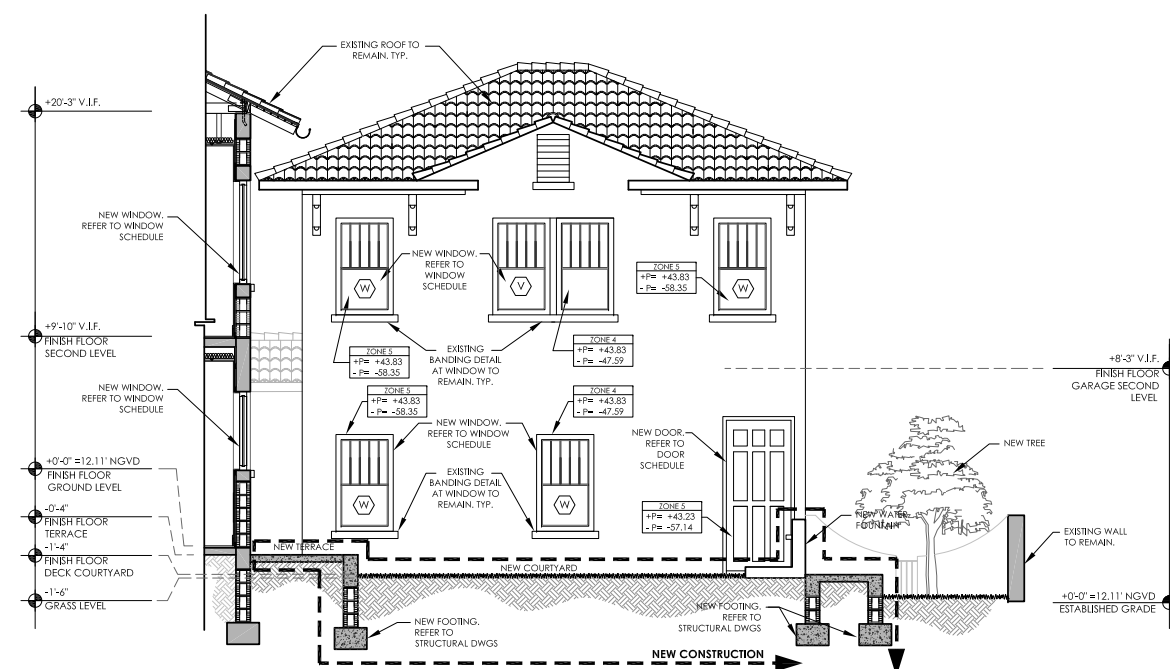 EXISTING ROOF TO
REMAIN. TYP.
+20'-3" V.I.F.
NEW WINDOW.
REFER TO WINDOW
SCHEDULE
NEW WINDOW.
REFER TO
WINDOW
SCHEDULE
W
V
W
ZONE 5
+P= +43.83
- P= -58.35
+9'-10" V.I.F.
FINISH FLOOR
SECOND LEVEL
ZONE 5
+P= +43.83
- P= -58.35
EXISTING
BANDING DETAIL
AT WINDOW TO
REMAIN. TYP.
ZONE 4
+P= +43.83
- P= -47.59
+8'-3" V.I.F.
FINISH FLOOR
GARAGE SECOND
LEVEL
NEW WINDOW.
REFER TO WINDOW
SCHEDULE
ZONE 5
+P= +43.83
- P= -58.35
ZONE 4
+P= +43.83
- P= -47.59
NEW WINDOW.
REFER TO WINDOW
SCHEDULE
NEW DOOR.
REFER TO
DOOR
SCHEDULE
NEW TREE
+0'-0" =12.11' NGVD
FINISH FLOOR
GROUND LEVEL
EXISTING
BANDING DETAIL
AT WINDOW TO
REMAIN. TYP.
W
W
ZONE 5
+P= +43.23
- P= -57.14
NEW WATER
FOUNTAIN
-0'-4"
FINISH FLOOR
TERRACE
EXISTING WALL
TO REMAIN.
-1'-4"
FINISH FLOOR
DECK COURTYARD
NEW TERRACE
NEW COURTYARD
-1'-6"
GRASS LEVEL
+0'-0" =12.11' NGVD
ESTABLISHED GRADE
NEW FOOTING.
REFER TO
STRUCTURAL DWGS
NEW FOOTING.
REFER TO
STRUCTURAL DWGS
NEW CONSTRUCTION